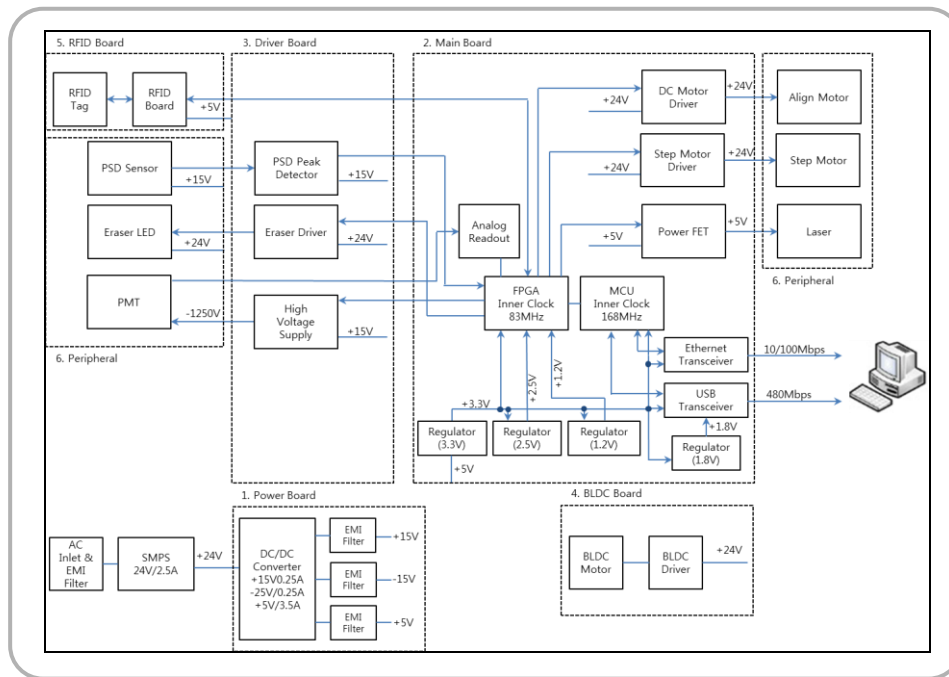 5. RFID Board
3. Driver Board
2. Main Board
RFID
Tag
RFID
Board
+5V
DC Motor
Driver
+24V
+24V
Align Motor
PSD Sensor
+15V
PSD Peak
Detector
+15V
Step Motor
Driver
+24V
+24V
Step Motor
Eraser LED
+24V
Eraser Driver
+24V
Analog
Readout
Power FET
+5V
+5V
Laser
PMT
-1250V
High
Voltage
Supply
+15V
FPGA
Inner Clock
83MHz
MCU
Inner Clock
168MHz
6. Peripheral
6. Peripheral
Ethernet
Transceiver
10/100Mbps
USB
Transceiver
480Mbps
+3.3V
+2.5V
+1.2V
+1.8V
Regulator
(3.3V)
Regulator
(2.5V)
Regulator
(1.2V)
Regulator
(1.8V)
+5V
1. Power Board
4. BLDC Board
AC
Inlet &
EMI
Filter
SMPS
24V/2.5A
+24V
DC/DC
Converter
+15V0.25A
-25V/0.25A
+5V/3.5A
EMI
Filter
+15V
EMI
Filter
-15V
EMI
Filter
+5V
BLDC
Motor
BLDC
Driver
+24V